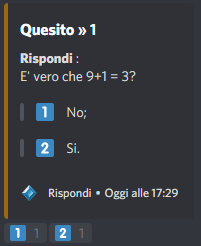 Quesito » 1
Rispondi :
E' vero che 9+1 = 3?
1 No;
2 Si.
Rispondi • Oggi alle 17:29
1 1 2 1